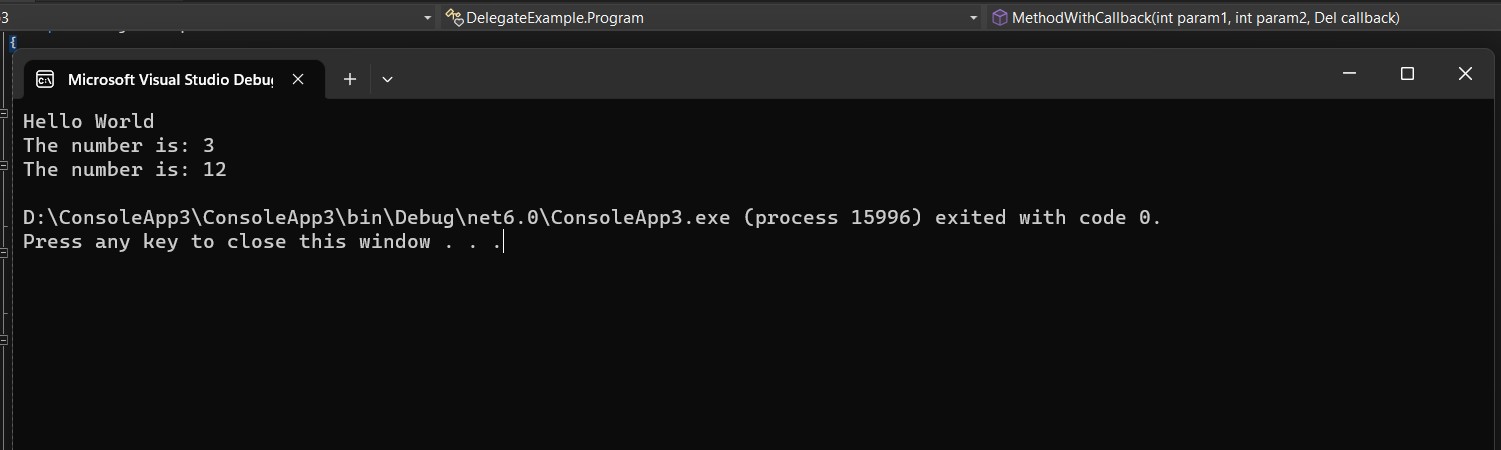 3
DelegateExample.Program
MethodWithCallback(int param1, int param2, Del callback)
{
Microsoft Visual Studio Debu
Hello World
The number is: 3
The number is: 12
D:\ConsoleApp3\ConsoleApp3\bin\Debug\net6.0\ConsoleApp3.exe (process 15996) exited with code 0.
Press any key to close this window . . .